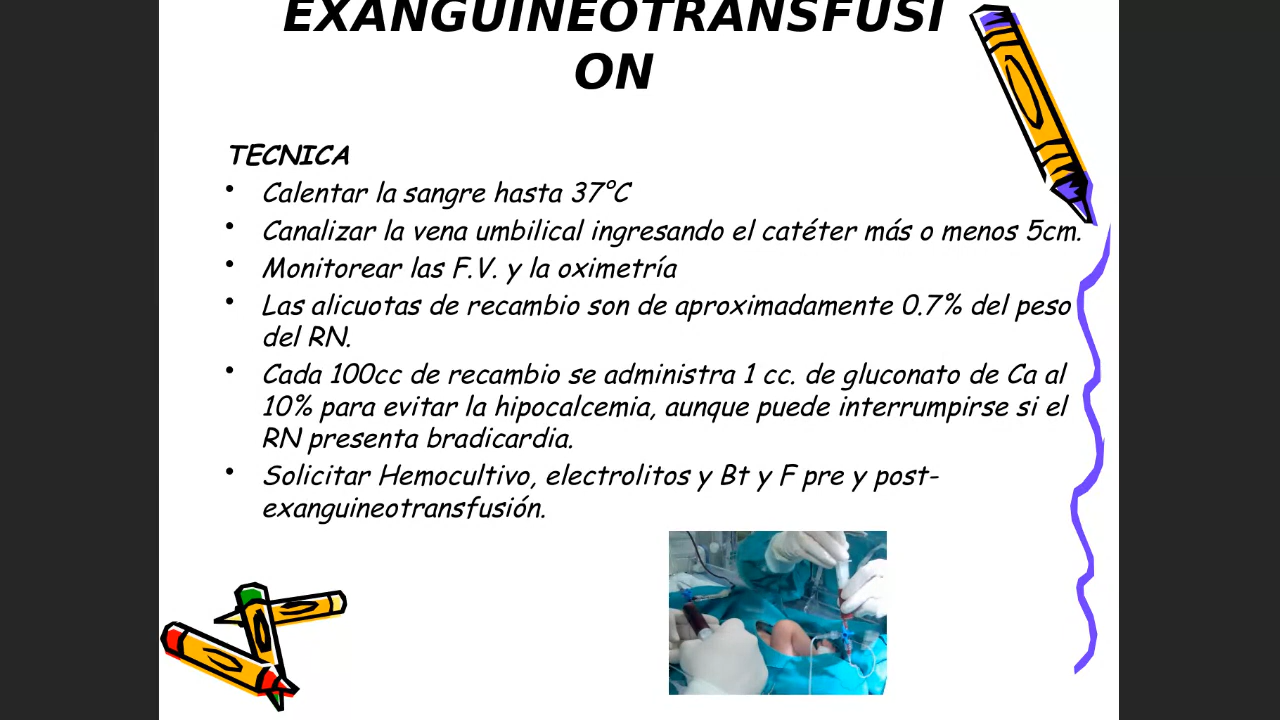 EXANGUINEOTRANSFUSI
ON
TECNICA
• Calentar la sangre hasta 37°C
• Canalizar la vena umbilical ingresando el catéter más o menos 5cm.
• Monitorear las F.V. y la oximetría
• Las alicuotas de recambio son de aproximadamente 0.7% del peso
del RN.
• Cada 100cc de recambio se administra 1 cc. de gluconato de Ca al
10% para evitar la hipocalcemia, aunque puede interrumpirse si el
RN presenta bradicardia.
• Solicitar Hemocultivo, electrolitos y Bt y F pre y post-
exanguineotransfusión.